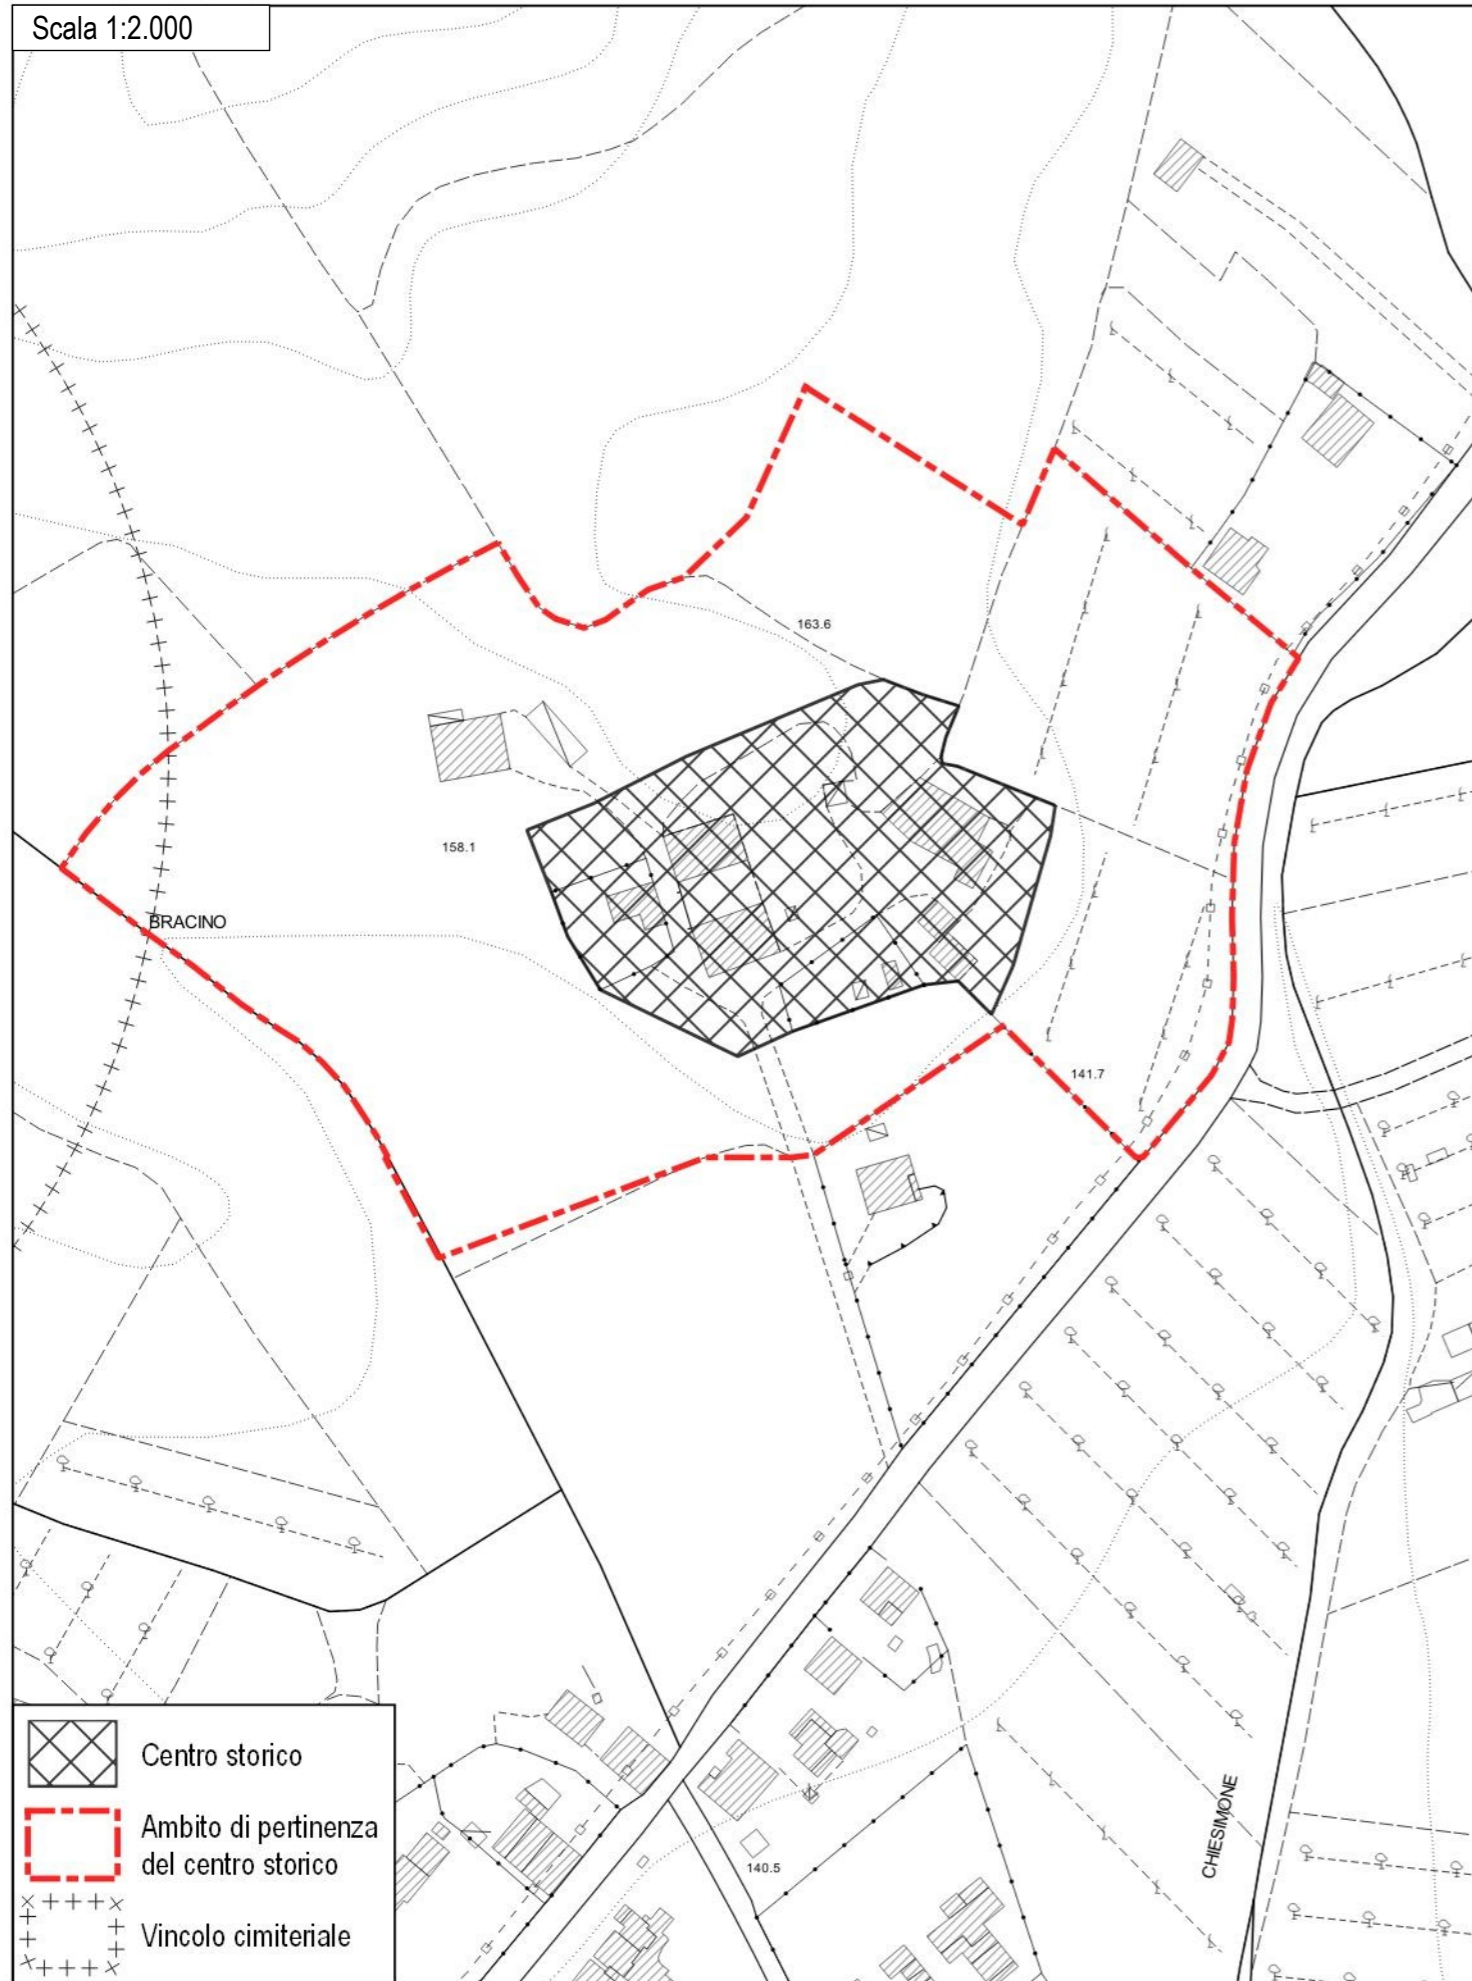 Scala 1:2.000
163.6
158.1
BRACINO
141.7
140.5
CHIESIMONE
Centro storico
Ambito di pertinenza
del centro storico
Vincolo cimiteriale